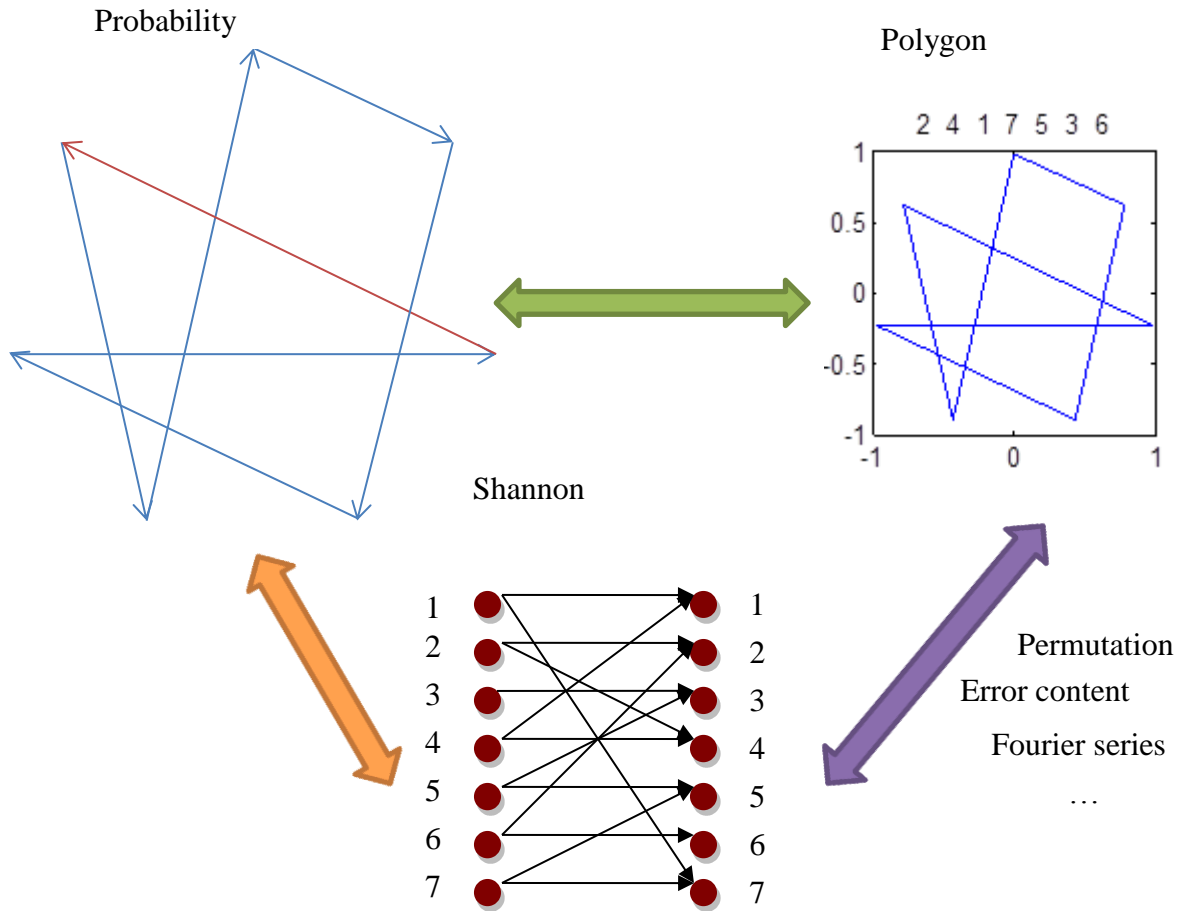 Probability
Polygon
2 4 1 7 5 3 6
1
0.5
0
-0.5
-1
-1 0 1
Shannon
1 1
2 2
3 3
4 4
5 5
6 6
7 7
Permutation
Error content
Fourier series
…